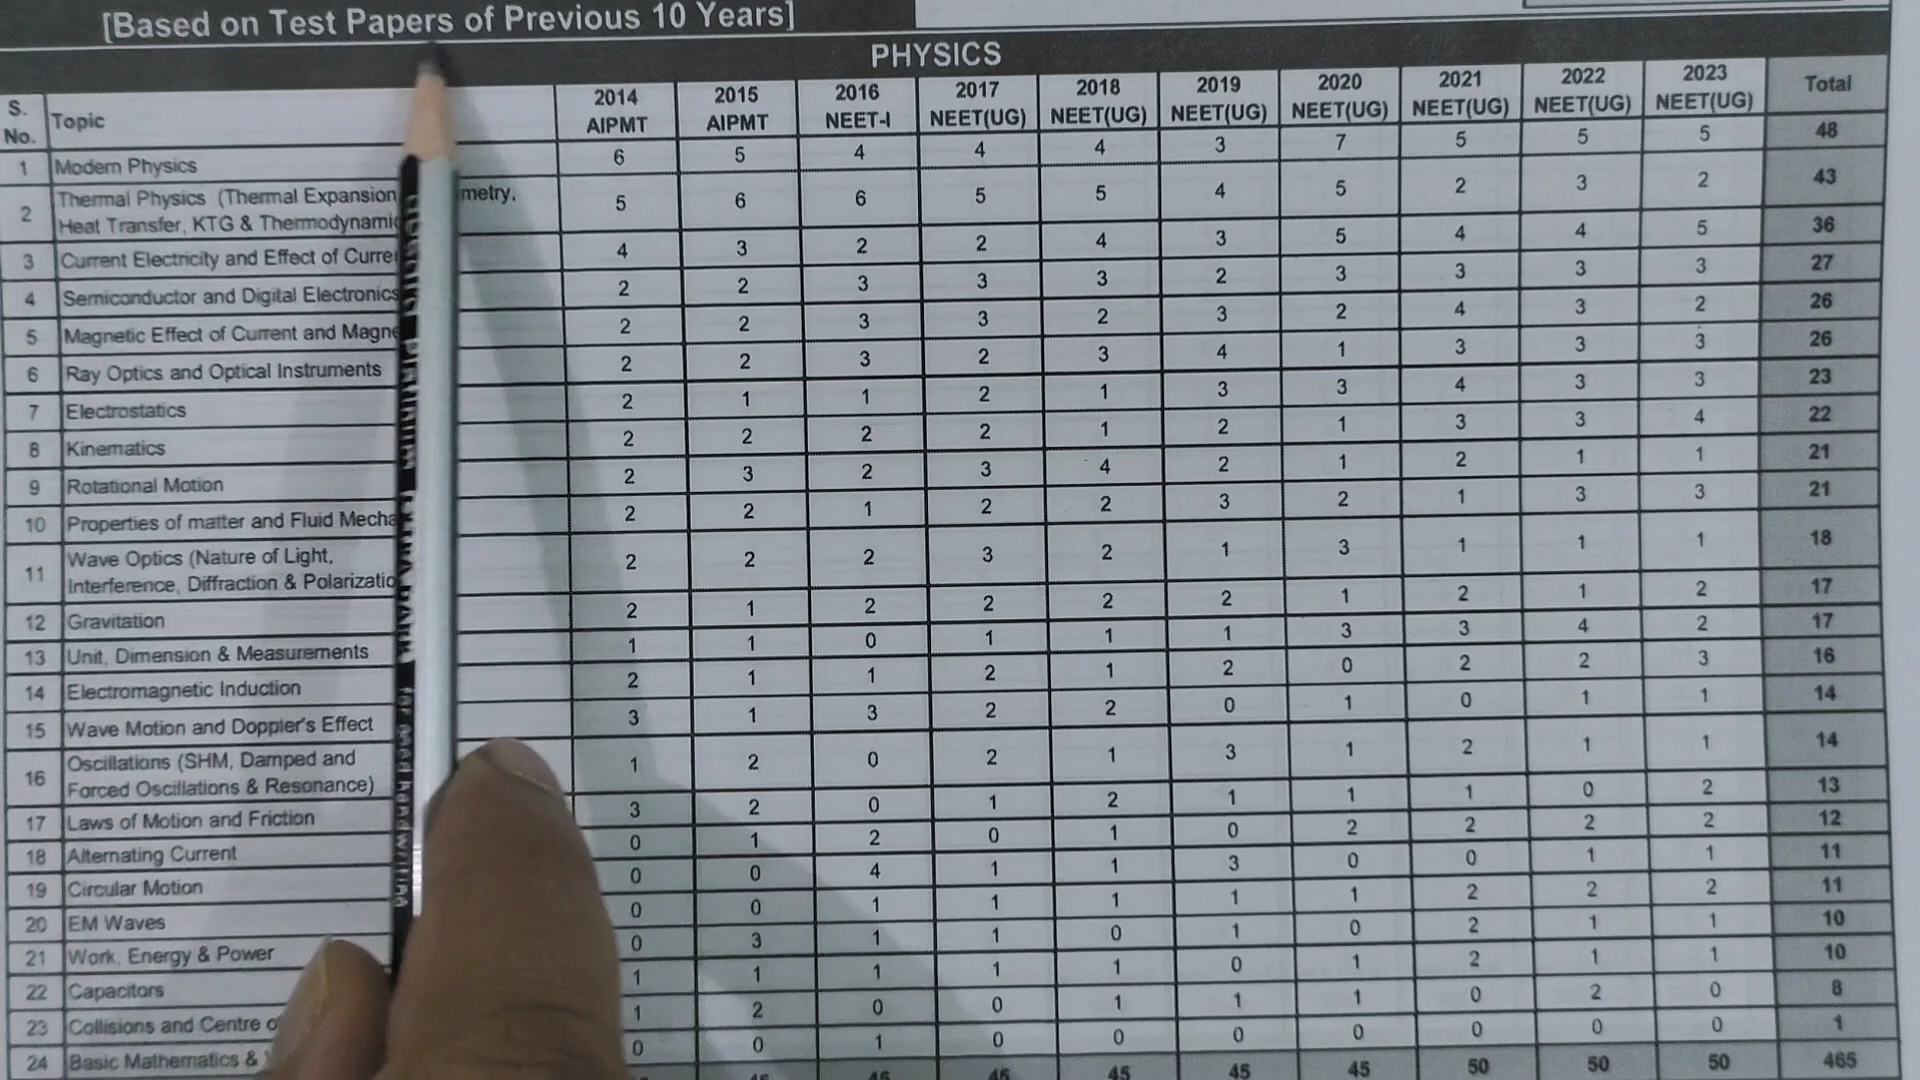 [Based on Test Papers of Previous 10 Years]
PHYSICS
S. No. Topic 2014 AIPMT 2015 AIPMT 2016 NEET-I 2017 NEET(UG) 2018 NEET(UG) 2019 NEET(UG) 2020 NEET(UG) 2021 NEET(UG) 2022 NEET(UG) 2023 NEET(UG) Total
1 Modern Physics 6 5 4 4 4 3 7 5 5 5 48
2 Thermal Physics (Thermal Expansion metry,
Heat Transfer, KTG & Thermodynamic 5 6 6 5 5 4 5 2 3 2 43
3 Current Electricity and Effect of Curre 4 3 2 2 4 3 5 4 4 5 36
4 Semiconductor and Digital Electronics 2 2 3 3 3 2 3 3 3 3 27
5 Magnetic Effect of Current and Magne 2 2 3 3 2 3 2 4 3 2 26
6 Ray Optics and Optical Instruments 2 2 3 2 3 4 1 3 3 3 26
7 Electrostatics 2 1 1 2 1 3 3 4 3 3 23
8 Kinematics 2 2 2 2 1 2 1 3 3 4 22
9 Rotational Motion 2 3 2 3 4 2 1 2 1 1 21
10 Properties of matter and Fluid Mecha 2 2 1 2 2 3 2 1 3 3 21
11 Wave Optics (Nature of Light,
Interference, Diffraction & Polarizatio 2 2 2 3 2 1 3 1 1 1 18
12 Gravitation 2 1 2 2 2 2 1 2 1 2 17
13 Unit, Dimension & Measurements 1 1 0 1 1 1 3 3 4 2 17
14 Electromagnetic Induction 2 1 1 2 1 2 0 2 2 3 16
15 Wave Motion and Doppler's Effect 3 1 3 2 2 0 1 0 1 1 14
16 Oscillations (SHM, Damped and
Forced Oscillations & Resonance) 1 2 0 2 1 3 1 2 1 1 14
17 Laws of Motion and Friction 3 2 0 1 2 1 1 1 0 2 13
18 Alternating Current 0 1 2 0 1 0 2 2 2 2 12
19 Circular Motion 0 0 4 1 1 3 0 0 1 1 11
20 EM Waves 0 0 1 1 1 1 1 2 2 2 11
21 Work, Energy & Power 0 3 1 1 0 1 0 2 1 1 10
22 Capacitors 1 1 1 1 1 0 1 2 1 1 10
23 Collisions and Centre o 1 2 0 0 1 1 1 0 2 0 8
24 Basic Mathematics & 0 0 1 0 0 0 0 0 0 0 1
45 45 45 45 45 45 50 50 50 465